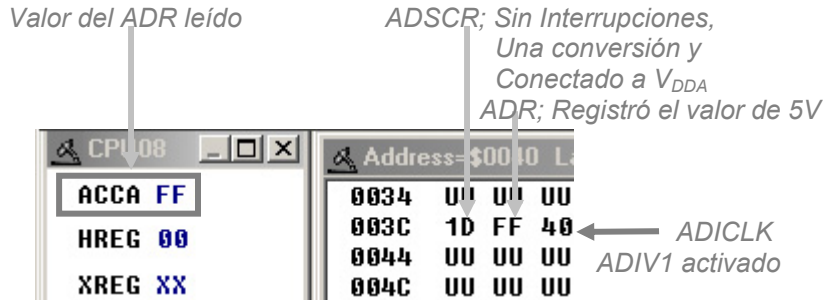 Valor del ADR leído
ADSCR; Sin Interrupciones,
Una conversión y
Conectado a VDDA
ADR; Registró el valor de 5V
CPU08
Address=$0040
ACCA FF
HREG 00
XREG XX
0034 UU UU UU
003C 1D FF 40
0044 UU UU UU
004C UU UU UU
ADICLK
ADIV1 activado